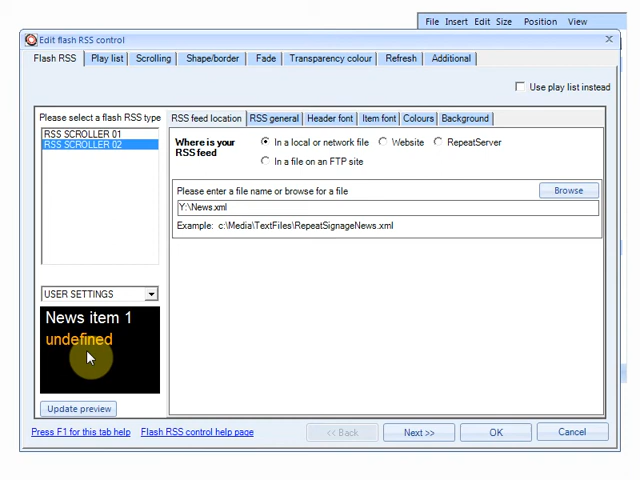 File Insert Edit Size Position View
Edit flash RSS control
Flash RSS Play list Scrolling Shape/border Fade Transparency colour Refresh Additional
Use play list instead
Please select a flash RSS type
RSS SCROLLER 01
RSS SCROLLER 02
RSS feed location RSS general Header font Item font Colours Background
Where is your RSS feed
In a local or network file Website RepeatServer
In a file on an FTP site
Please enter a file name or browse for a file
Browse
Y:\News.xml
Example: c:\Media\TextFiles\RepeatSignageNews.xml
USER SETTINGS
News item 1
undefined
Update preview
Press F1 for this tab help Flash RSS control help page << Back Next >> OK Cancel